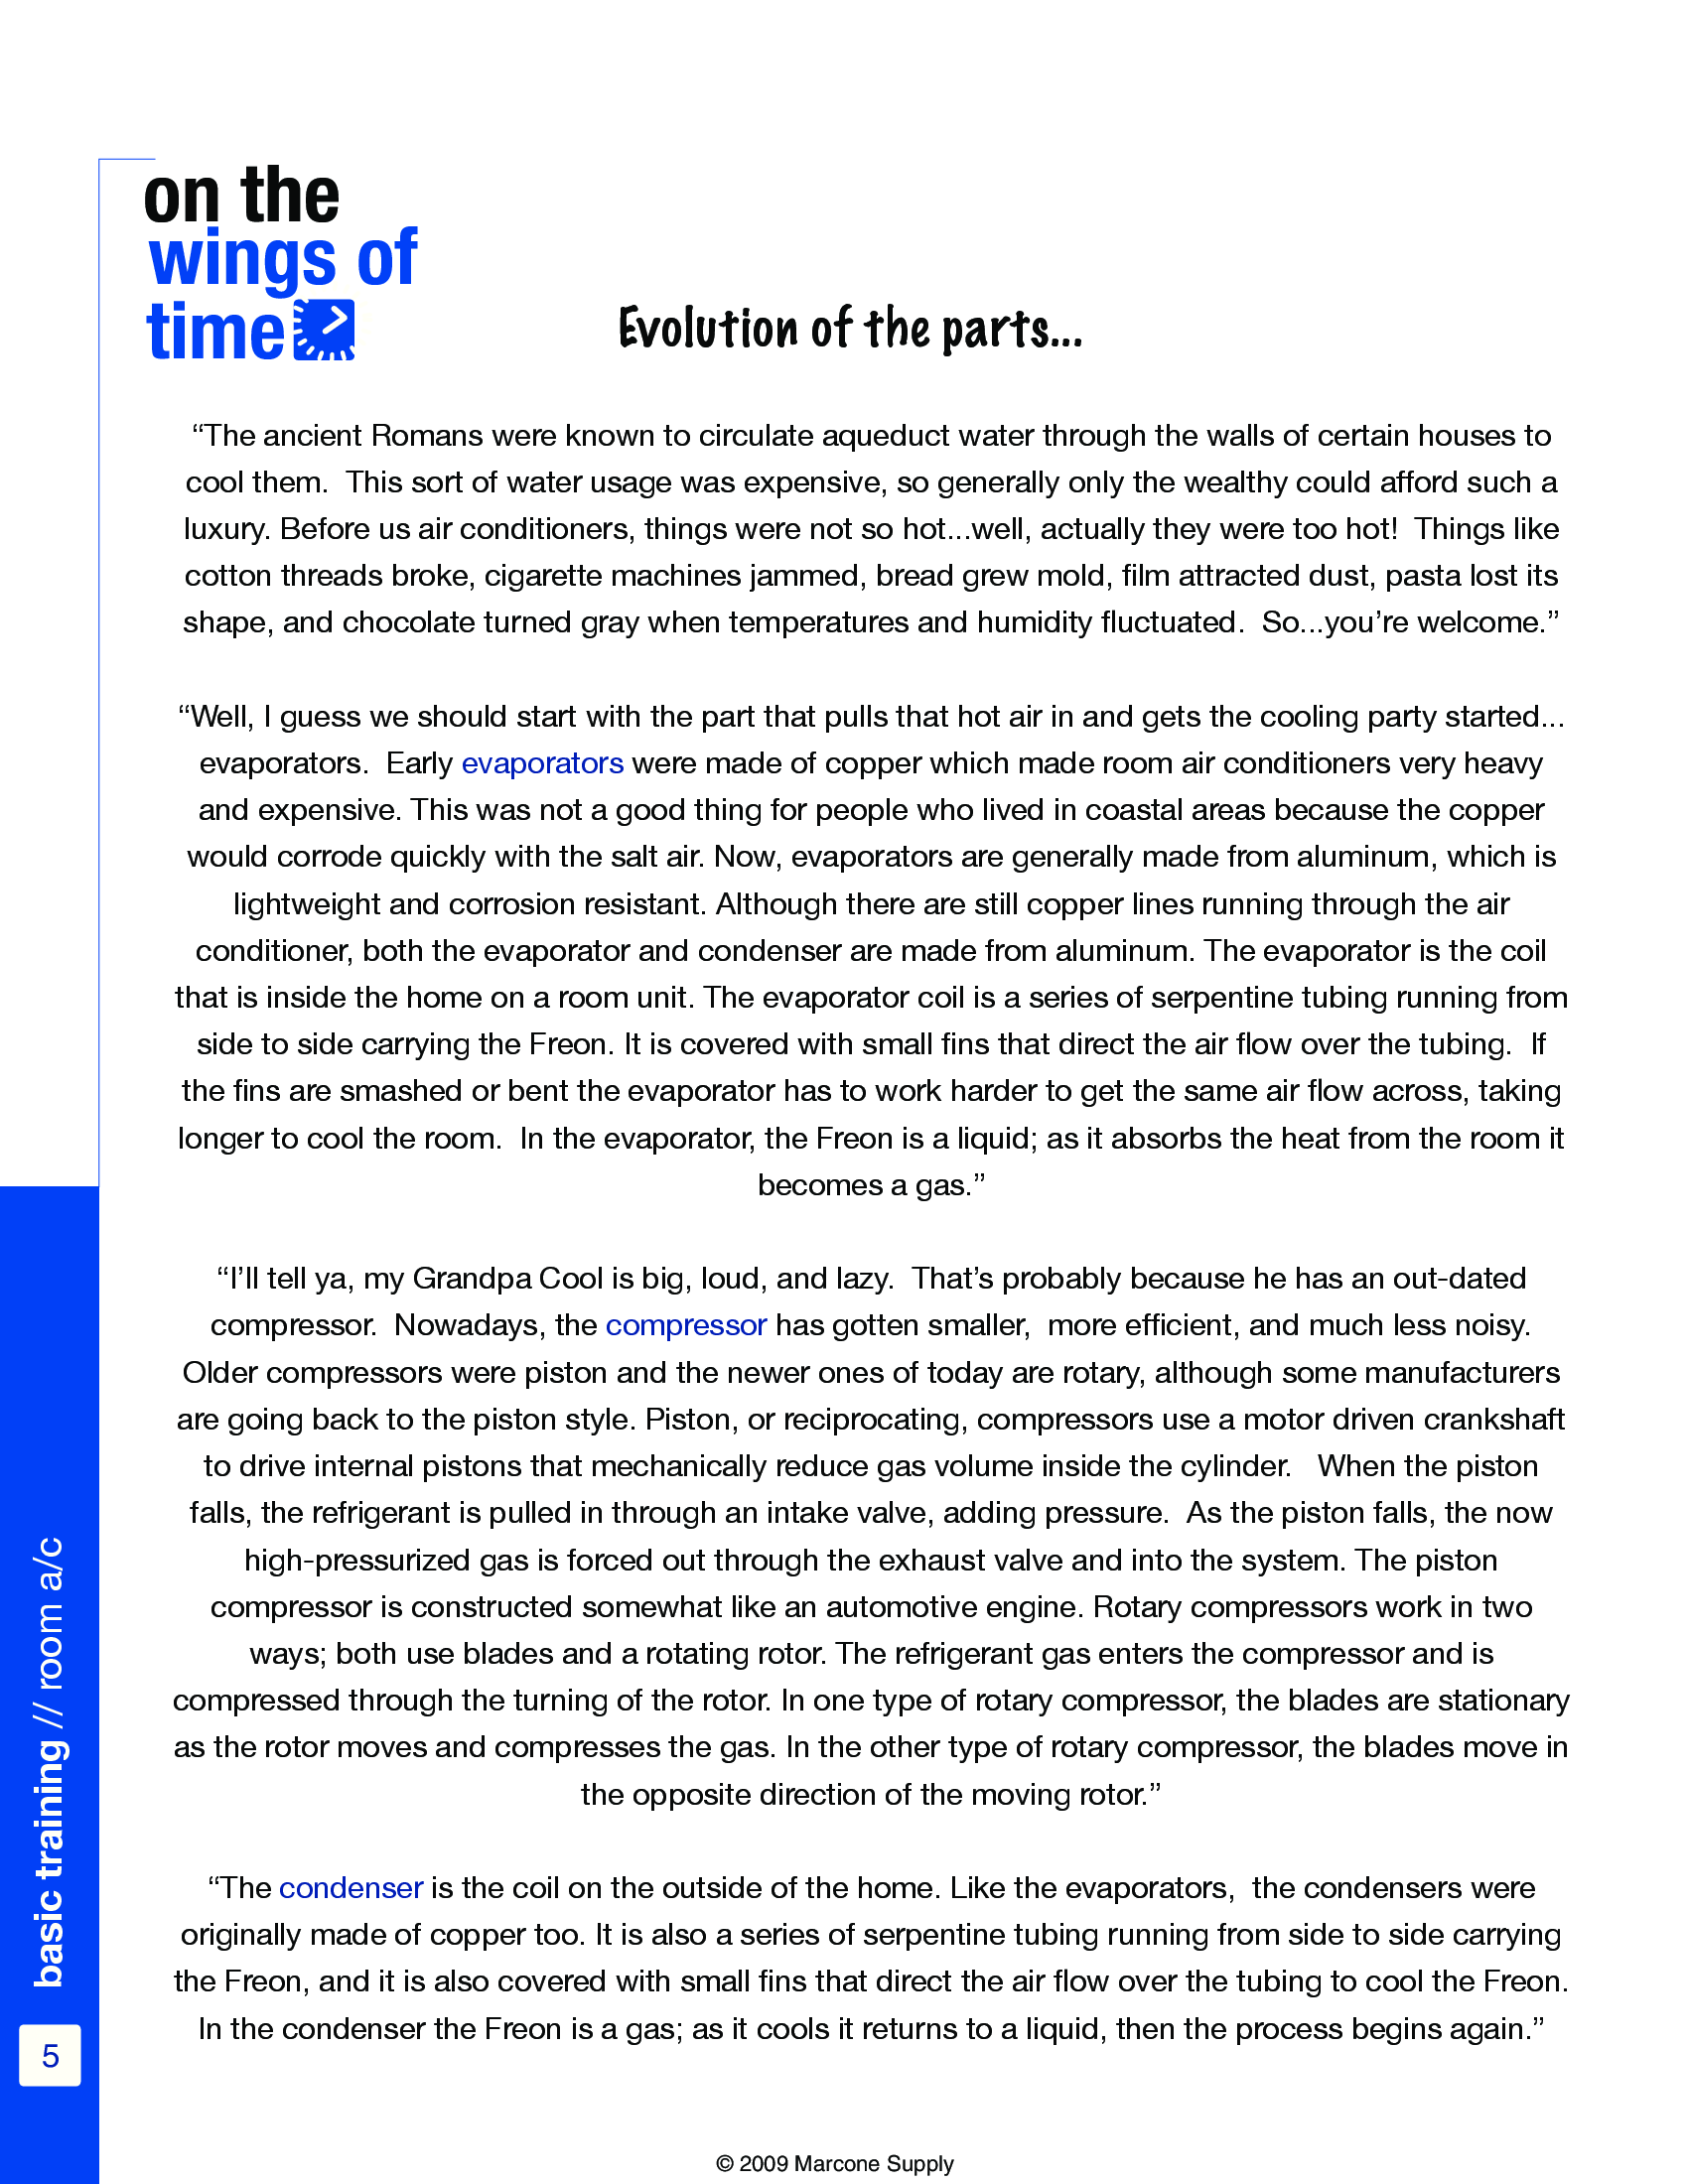 on the
wings of
time
Evolution of the parts...
“The ancient Romans were known to circulate aqueduct water through the walls of certain houses to
cool them.  This sort of water usage was expensive, so generally only the wealthy could afford such a
luxury. Before us air conditioners, things were not so hot...well, actually they were too hot!  Things like
cotton threads broke, cigarette machines jammed, bread grew mold, film attracted dust, pasta lost its
shape, and chocolate turned gray when temperatures and humidity fluctuated.  So...you’re welcome.”
“Well, I guess we should start with the part that pulls that hot air in and gets the cooling party started...
evaporators.  Early evaporators were made of copper which made room air conditioners very heavy
and expensive. This was not a good thing for people who lived in coastal areas because the copper
would corrode quickly with the salt air. Now, evaporators are generally made from aluminum, which is
lightweight and corrosion resistant. Although there are still copper lines running through the air
conditioner, both the evaporator and condenser are made from aluminum. The evaporator is the coil
that is inside the home on a room unit. The evaporator coil is a series of serpentine tubing running from
side to side carrying the Freon. It is covered with small fins that direct the air flow over the tubing.  If
the fins are smashed or bent the evaporator has to work harder to get the same air flow across, taking
longer to cool the room.  In the evaporator, the Freon is a liquid; as it absorbs the heat from the room it
becomes a gas.”
“I’ll tell ya, my Grandpa Cool is big, loud, and lazy.  That’s probably because he has an out-dated
compressor.  Nowadays, the compressor has gotten smaller,  more efficient, and much less noisy.
Older compressors were piston and the newer ones of today are rotary, although some manufacturers
are going back to the piston style. Piston, or reciprocating, compressors use a motor driven crankshaft
to drive internal pistons that mechanically reduce gas volume inside the cylinder.   When the piston
falls, the refrigerant is pulled in through an intake valve, adding pressure.  As the piston falls, the now
high-pressurized gas is forced out through the exhaust valve and into the system. The piston
compressor is constructed somewhat like an automotive engine. Rotary compressors work in two
ways; both use blades and a rotating rotor. The refrigerant gas enters the compressor and is
compressed through the turning of the rotor. In one type of rotary compressor, the blades are stationary
as the rotor moves and compresses the gas. In the other type of rotary compressor, the blades move in
the opposite direction of the moving rotor.”
“The condenser is the coil on the outside of the home. Like the evaporators,  the condensers were
originally made of copper too. It is also a series of serpentine tubing running from side to side carrying
the Freon, and it is also covered with small fins that direct the air flow over the tubing to cool the Freon.
In the condenser the Freon is a gas; as it cools it returns to a liquid, then the process begins again.”
basic training // room a/c
5
© 2009 Marcone Supply